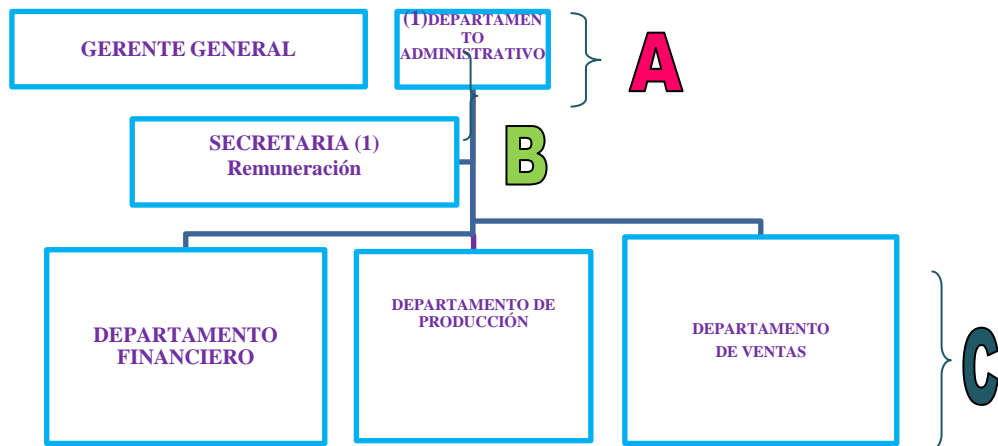 GERENTE GENERAL
(1)DEPARTAMEN
TO
ADMINISTRATIVO
A
SECRETARIA (1)
Remuneración
B
DEPARTAMENTO
FINANCIERO
DEPARTAMENTO DE
PRODUCCIÓN
DEPARTAMENTO
DE VENTAS
C